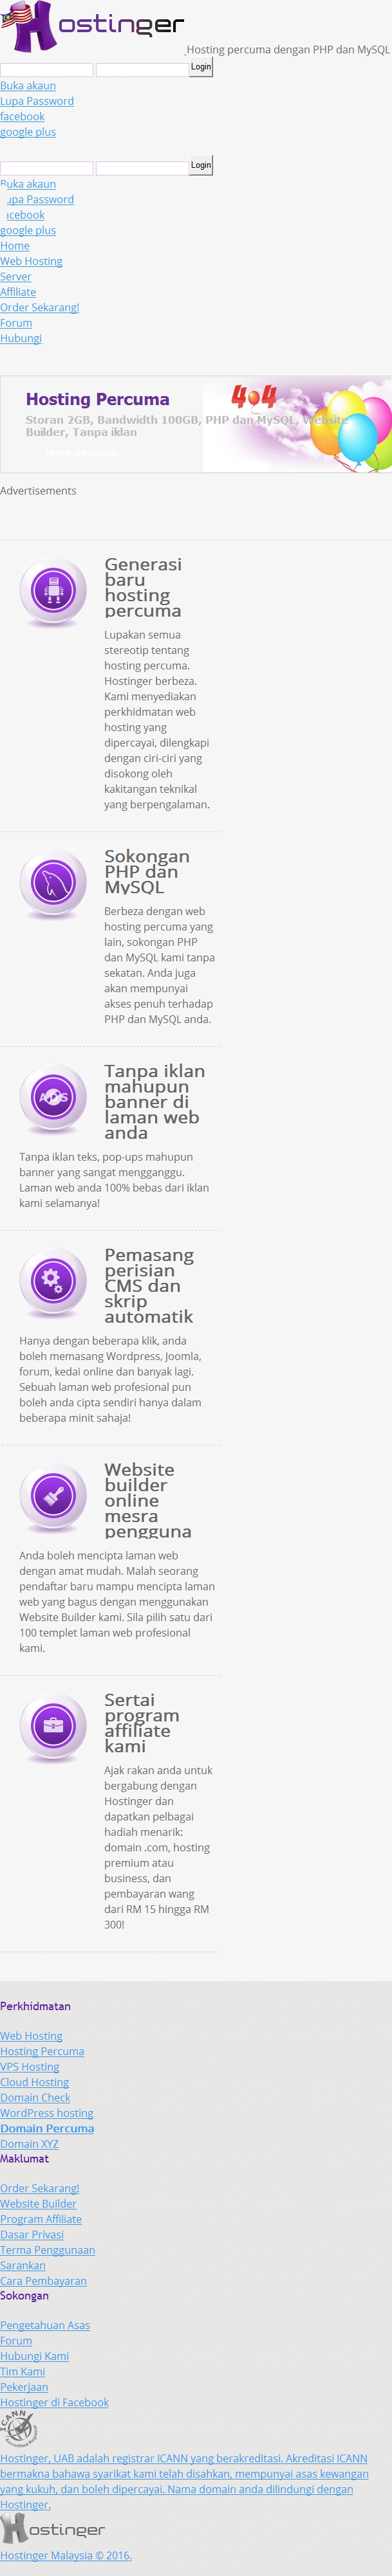 Hostinger Hosting percuma dengan PHP dan MySQL
Login
Buka akaun
Lupa Password
facebook
google plus
Login
Buka akaun
Lupa Password
facebook
google plus
Home
Web Hosting
Server
Affiliate
Order Sekarang!
Forum
Hubungi
Hosting Percuma
404
Storan 2GB, Bandwidth 100GB, PHP dan MySQL, Website
Builder, Tanpa iklan
Order Sekarang!
Advertisements
Generasi
baru
hosting
percuma
Lupakan semua
stereotip tentang
hosting percuma.
Hostinger berbeza.
Kami menyediakan
perkhidmatan web
hosting yang
dipercayai, dilengkapi
dengan ciri-ciri yang
disokong oleh
kakitangan teknikal
yang berpengalaman.
Sokongan
PHP dan
MySQL
Berbeza dengan web
hosting percuma yang
lain, sokongan PHP
dan MySQL kami tanpa
sekatan. Anda juga
akan mempunyai
akses penuh terhadap
PHP dan MySQL anda.
ADS
Tanpa iklan
mahupun
banner di
laman web
anda
Tanpa iklan teks, pop-ups mahupun
banner yang sangat mengganggu.
Laman web anda 100% bebas dari iklan
kami selamanya!
Pemasang
perisian
CMS dan
skrip
automatik
Hanya dengan beberapa klik, anda
boleh memasang Wordpress, Joomla,
forum, kedai online dan banyak lagi.
Sebuah laman web profesional pun
boleh anda cipta sendiri hanya dalam
beberapa minit sahaja!
Website
builder
online
mesra
pengguna
Anda boleh mencipta laman web
dengan amat mudah. Malah seorang
pendaftar baru mampu mencipta laman
web yang bagus dengan menggunakan
Website Builder kami. Sila pilih satu dari
100 templet laman web profesional
kami.
Sertai
program
affiliate
kami
Ajak rakan anda untuk
bergabung dengan
Hostinger dan
dapatkan pelbagai
hadiah menarik:
domain .com, hosting
premium atau
business, dan
pembayaran wang
dari RM 15 hingga RM
300!
Perkhidmatan
Web Hosting
Hosting Percuma
VPS Hosting
Cloud Hosting
Domain Check
WordPress hosting
Domain Percuma
Domain XYZ
Maklumat
Order Sekarang!
Website Builder
Program Affiliate
Dasar Privasi
Terma Penggunaan
Sarankan
Cara Pembayaran
Sokongan
Pengetahuan Asas
Forum
Hubungi Kami
Tim Kami
Pekerjaan
Hostinger di Facebook
ICANN
Hostinger, UAB adalah registrar ICANN yang berakreditasi. Akreditasi ICANN
bermakna bahawa syarikat kami telah disahkan, mempunyai asas kewangan
yang kukuh, dan boleh dipercayai. Nama domain anda dilindungi dengan
Hostinger.
Hostinger
Hostinger Malaysia © 2016.